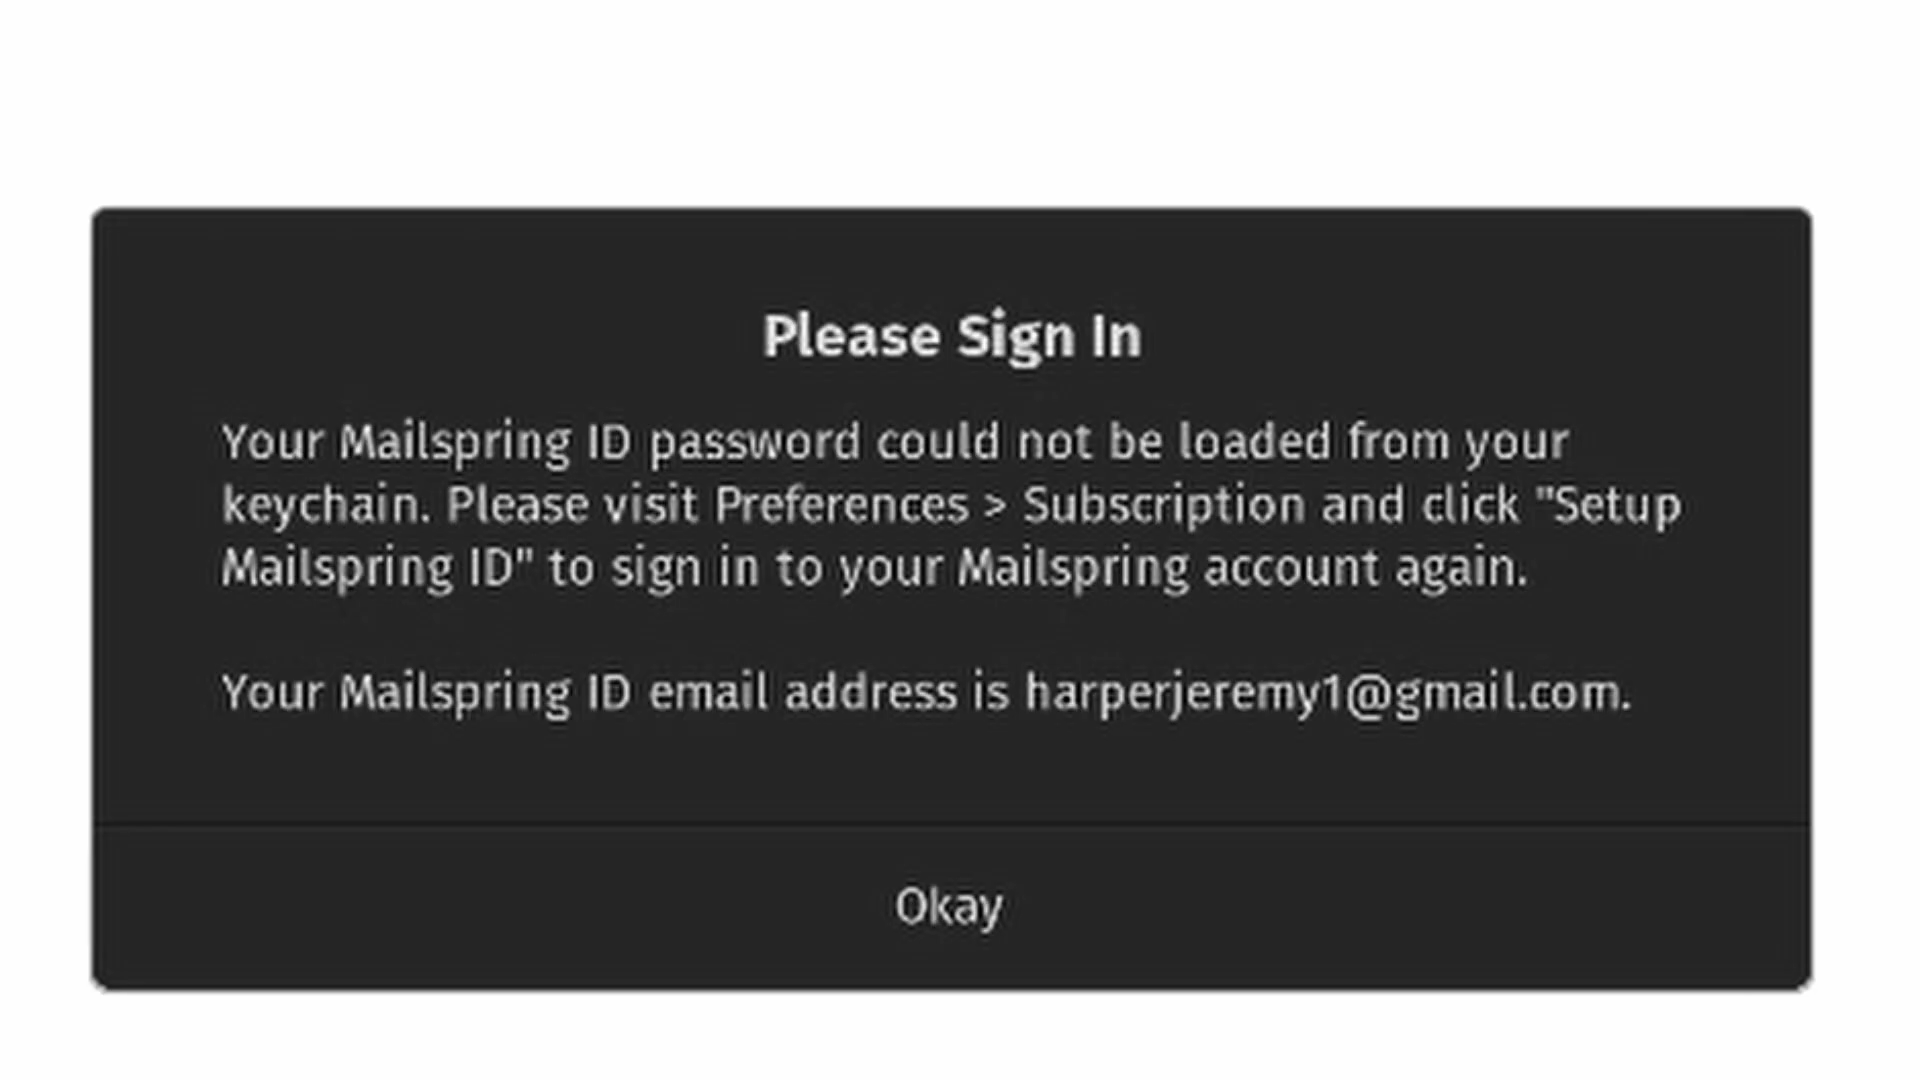 Please Sign In
Your Mailspring ID password could not be loaded from your
keychain. Please visit Preferences > Subscription and click "Setup
Mailspring ID" to sign in to your Mailspring account again.
Your Mailspring ID email address is harperjeremy1@gmail.com.
Okay